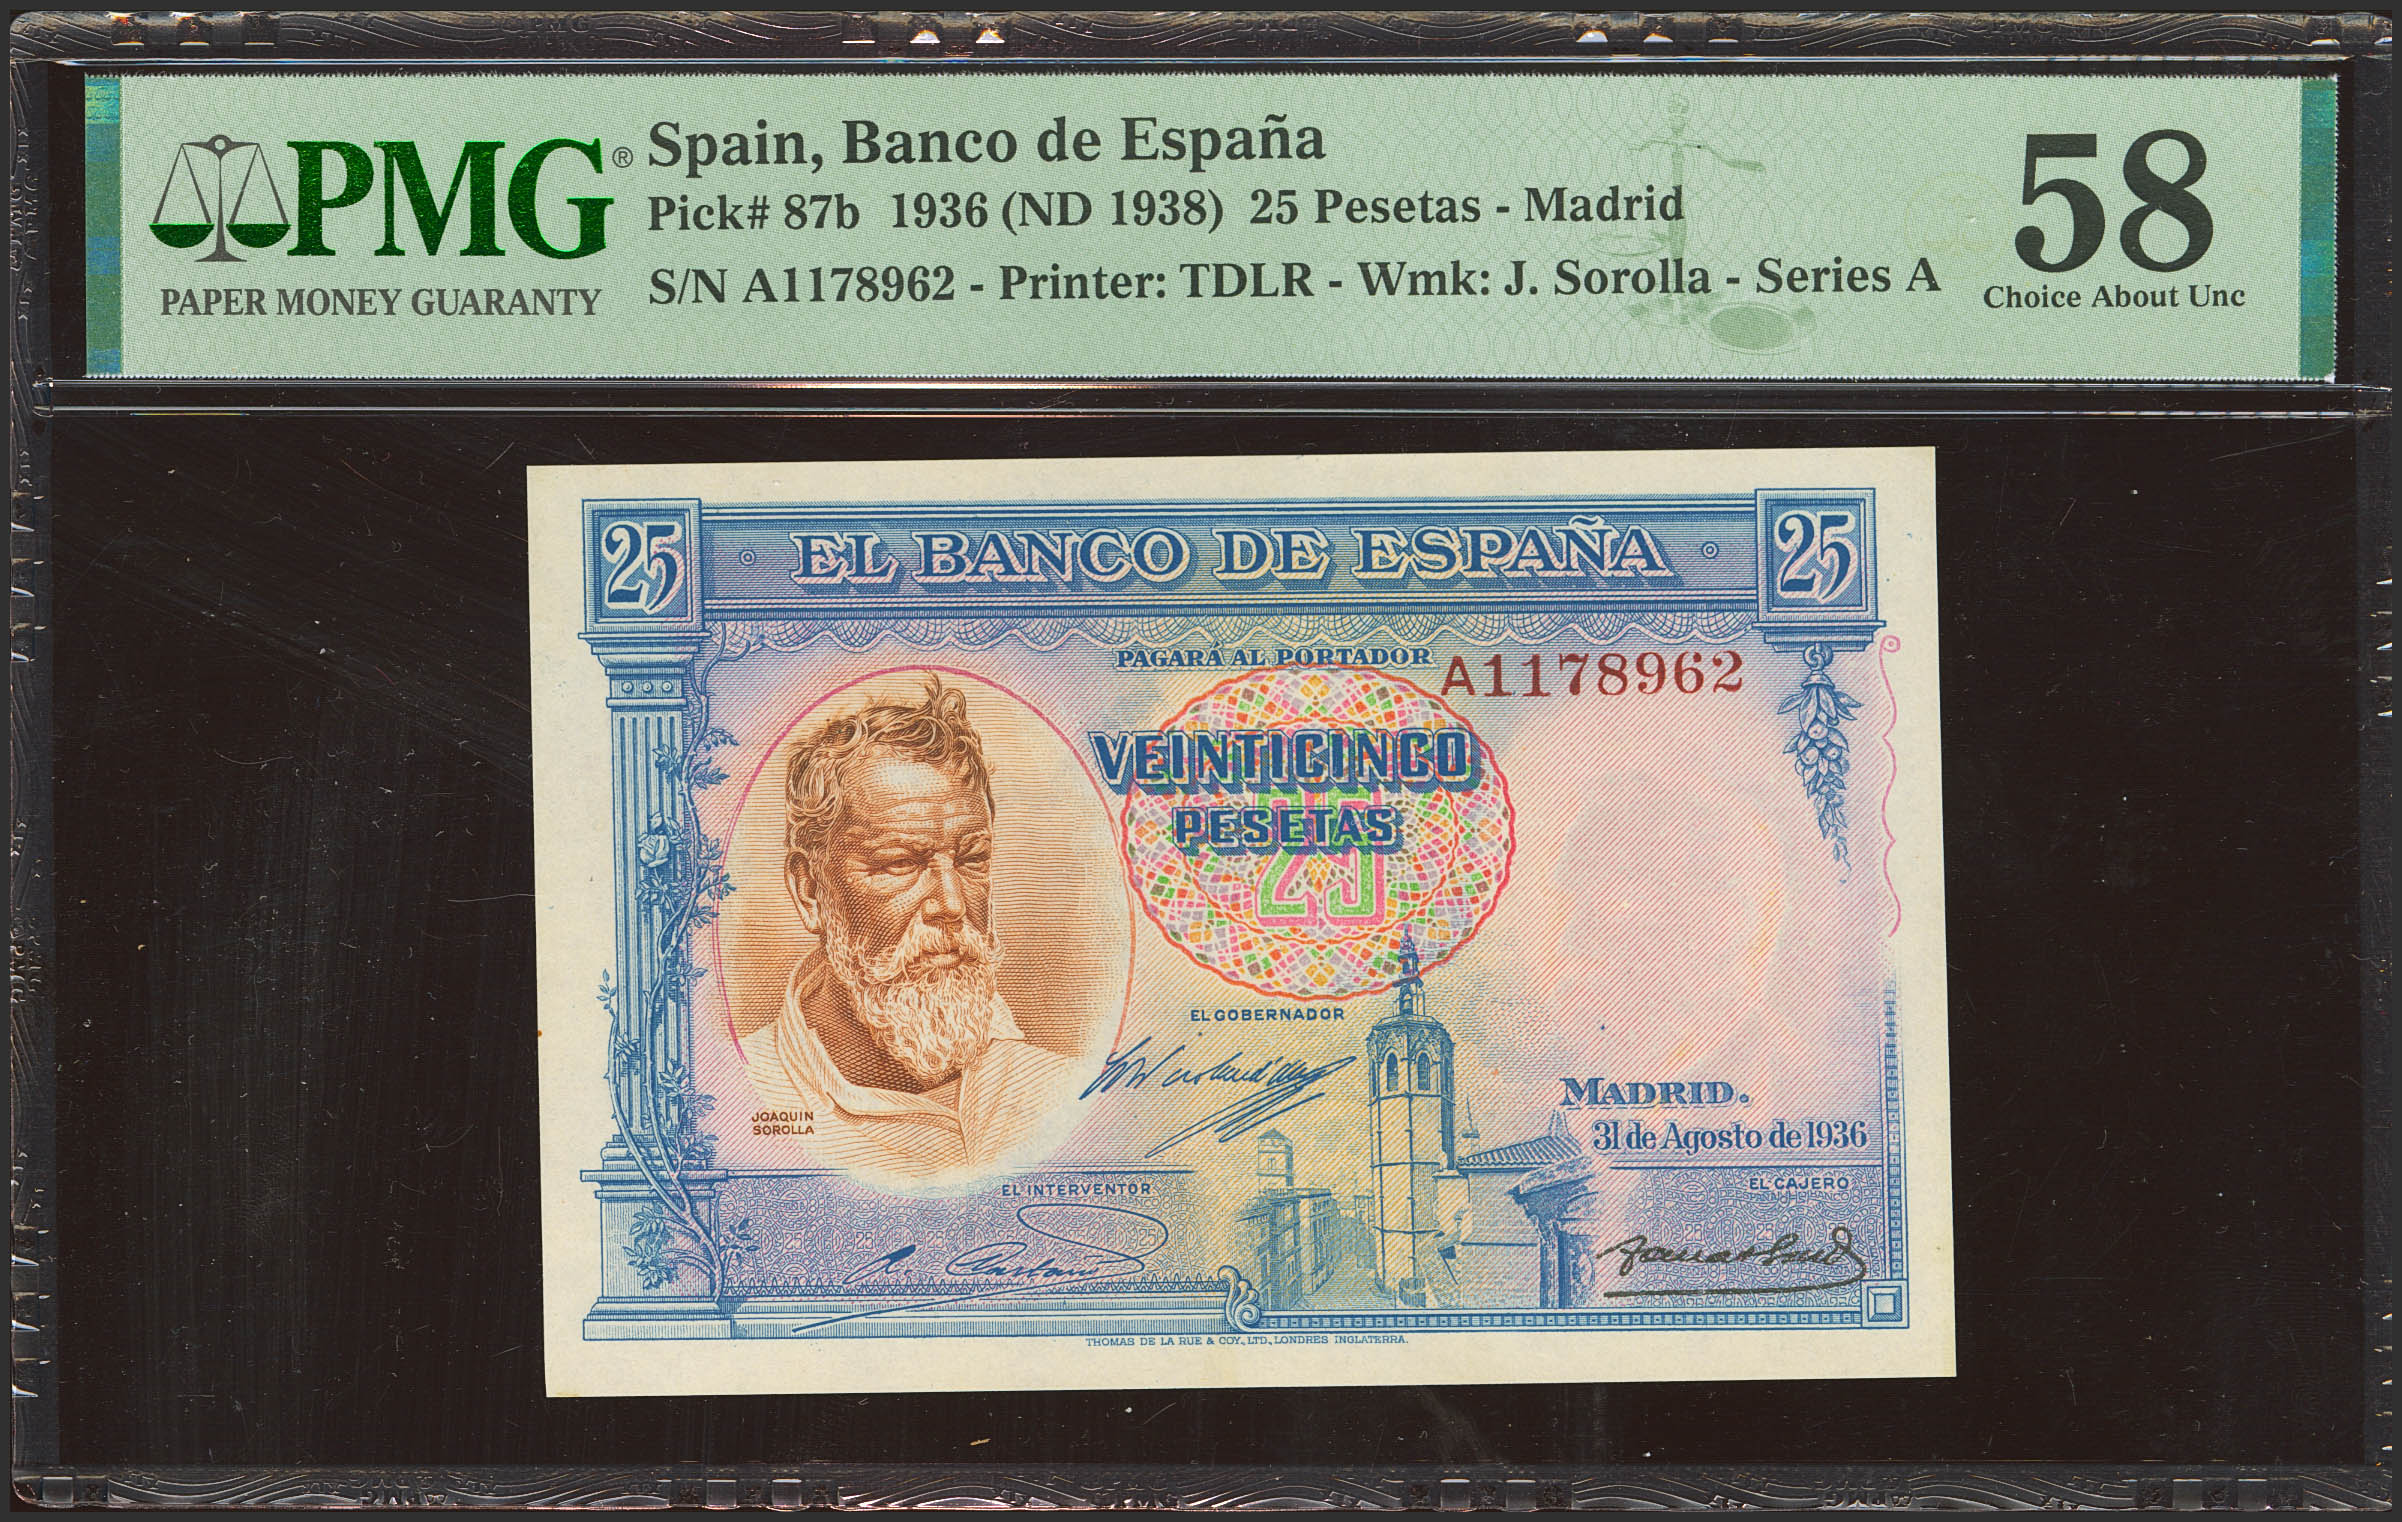 PMG®
PAPER MONEY GUARANTY
Spain, Banco de España
Pick# 87b 1936 (ND 1938) 25 Pesetas - Madrid
S/N A1178962 - Printer: TDLR - Wmk: J. Sorolla - Series A
58
Choice About Unc
25 EL BANCO DE ESPAÑA 25
PAGARÁ AL PORTADOR
A1178962
VEINTICINCO
PESETAS
25
EL GOBERNADOR
JOAQUIN
SOROLLA
MADRID.
31 de Agosto de 1936
EL INTERVENTOR
EL CAJERO
THOMAS DE LA RUE & COY., LTD., LONDRES INGLATERRA.